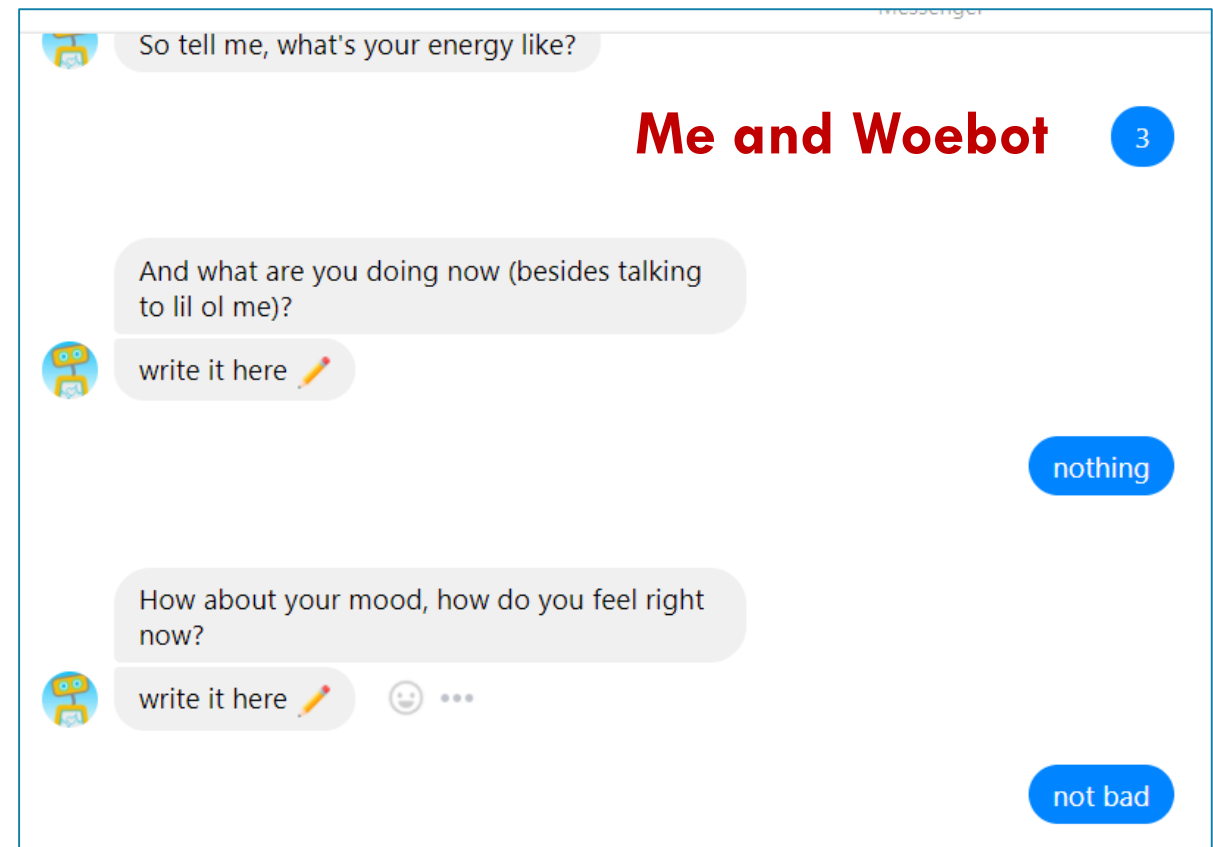 Messenger
So tell me, what's your energy like?
Me and Woebot
3
And what are you doing now (besides talking
to lil ol me)?
write it here
nothing
How about your mood, how do you feel right
now?
write it here
not bad